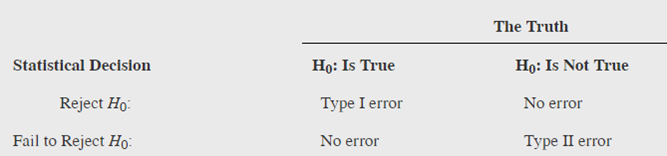 The Truth
Statistical Decision H₀: Is True H₀: Is Not True
Reject H₀: Type I error No error
Fail to Reject H₀: No error Type II error